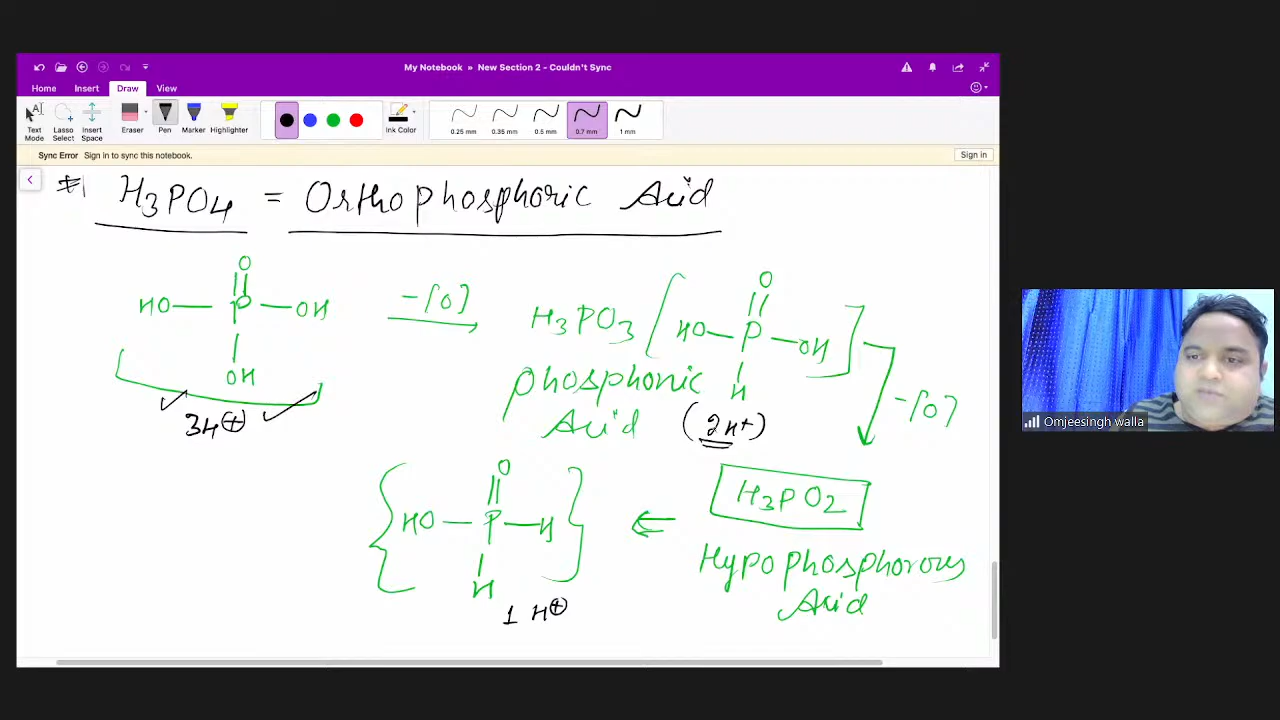 My Notebook » New Section 2 - Couldn't Sync
Home Insert Draw View
Text Mode
Lasso Select
Insert Space
Eraser
Pen
Marker
Highlighter
Ink Color
0.25 mm
0.35 mm
0.5 mm
0.7 mm
1 mm
Sync Error Sign in to sync this notebook.
Sign in
H3PO4 = Orthophosphoric Acid
O
HO P OH
OH
3H⊕
-[O]
H3PO3
O
HO P OH
H
phosphonic
Acid
(2H+)
-[O]
H3PO2
Hypophosphorous
Acid
O
HO P H
H
1 H⊕
Omjeesingh walla